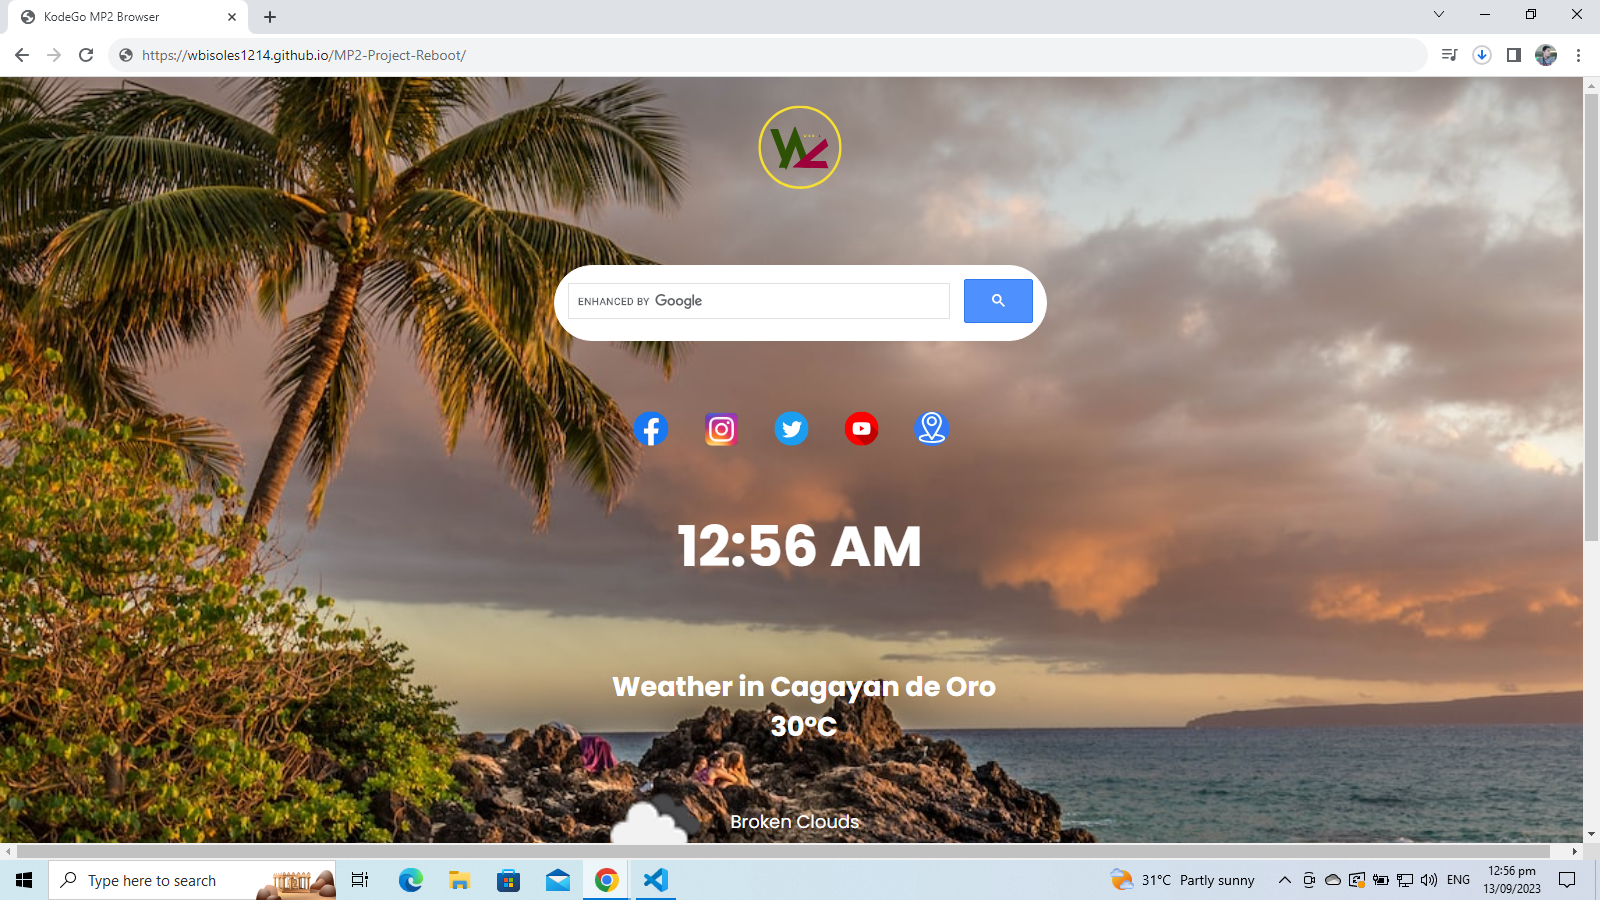 KodeGo MP2 Browser
https://wbisoles1214.github.io/MP2-Project-Reboot/
WZ
ENHANCED BY Google
12:56 AM
Weather in Cagayan de Oro
30°C
Broken Clouds
Type here to search
31°C Partly sunny
ENG
12:56 pm
13/09/2023